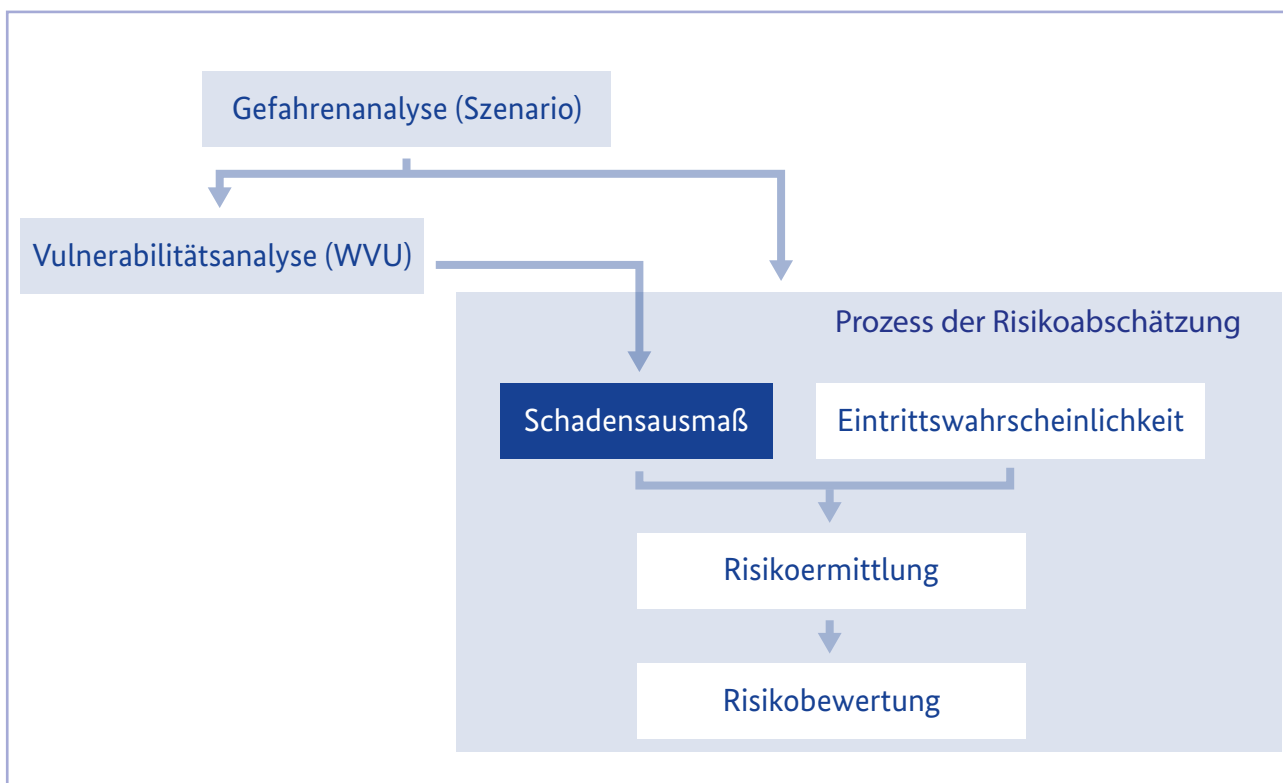 Gefahrenanalyse (Szenario)
Vulnerabilitätsanalyse (WVU)
Prozess der Risikoabschätzung
Schadensausmaß
Eintrittswahrscheinlichkeit
Risikoermittlung
Risikobewertung